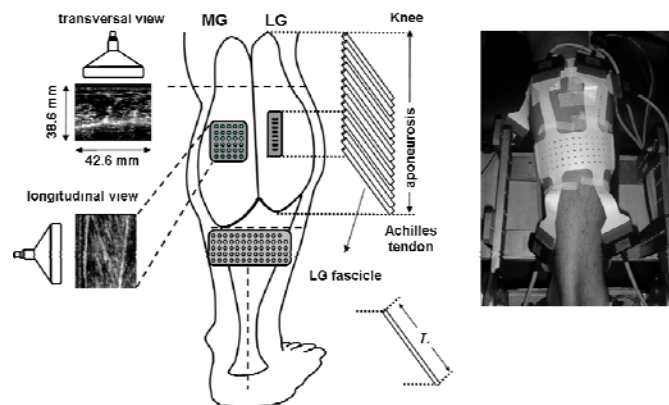 transversal view
MG
LG
Knee
38.6 mm
42.6 mm
aponeurosis
longitudinal view
Achilles
tendon
LG fascicle